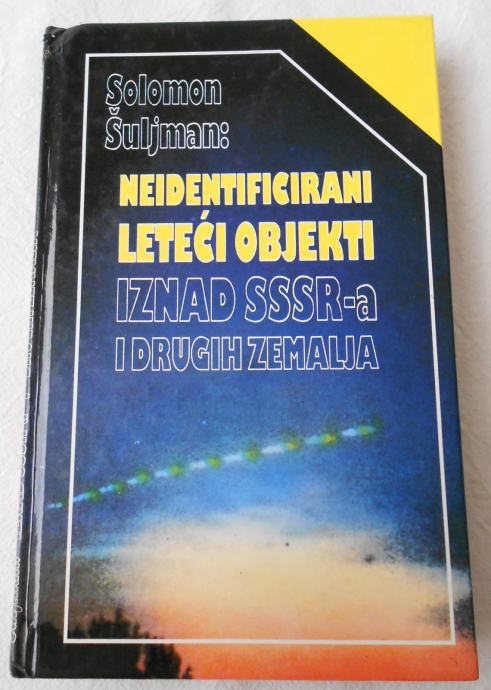 Solomon
Šuljman:
NEIDENTIFICIRANI
LETEĆI OBJEKTI
IZNAD SSSR-a
I DRUGIH ZEMALJA